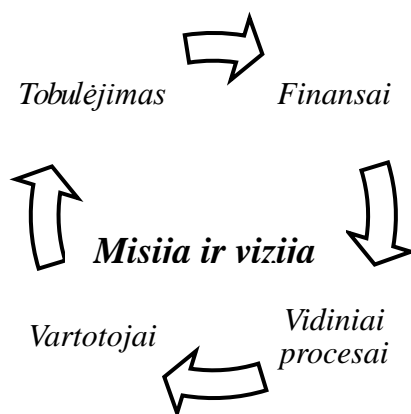 Tobulėjimas
Finansai
Misija ir vizija
Vartotojai
Vidiniai
procesai